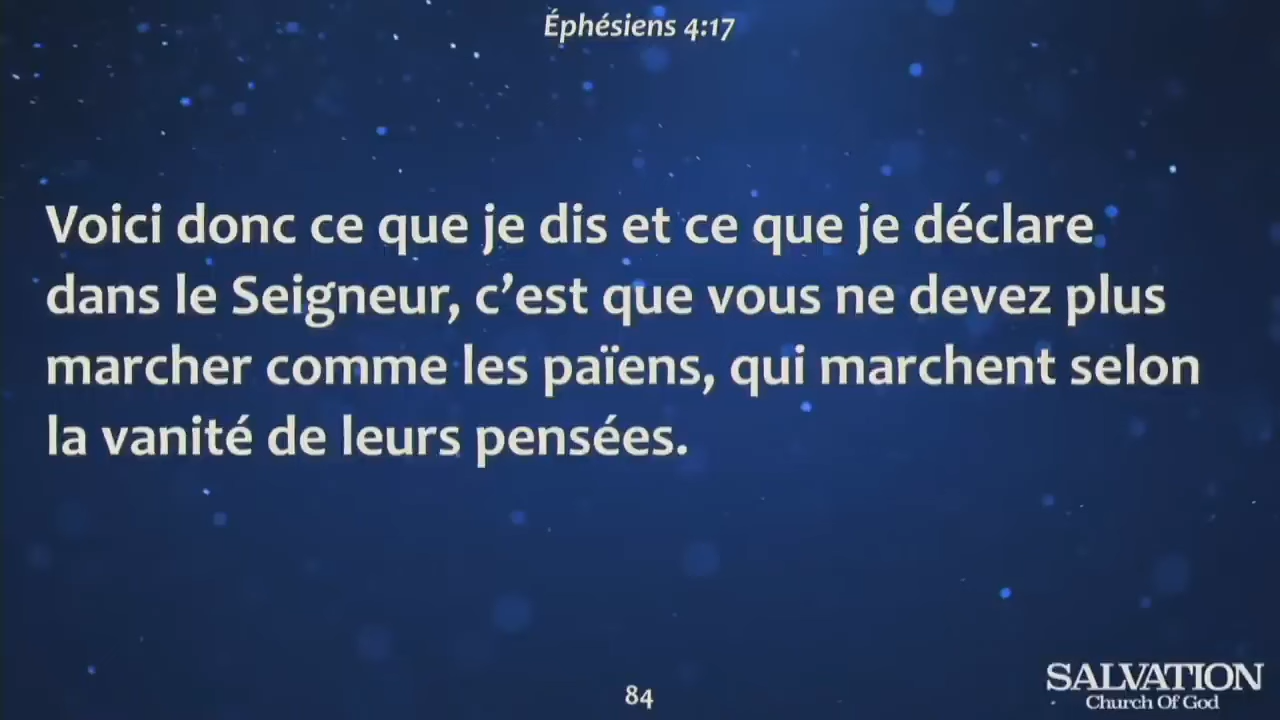 Éphésiens 4:17
Voici donc ce que je dis et ce que je déclare
dans le Seigneur, c’est que vous ne devez plus
marcher comme les païens, qui marchent selon
la vanité de leurs pensées.
84
SALVATION
Church Of God